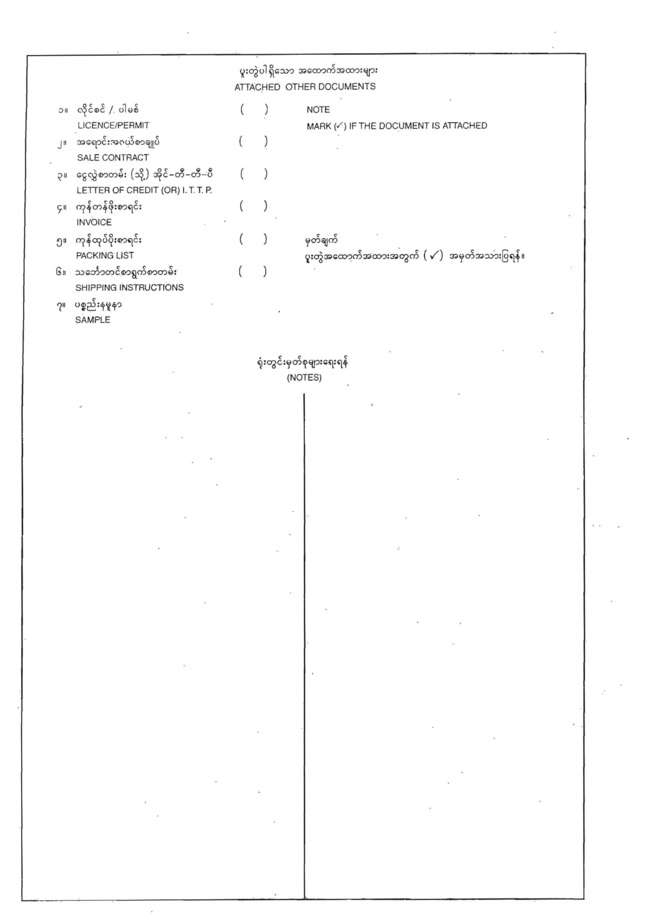 ပူးတွဲပါရှိသော အထောက်အထားများ
ATTACHED OTHER DOCUMENTS
၁။ လိုင်စင် / ပါမစ် ( ) NOTE
LICENCE/PERMIT MARK (✓) IF THE DOCUMENT IS ATTACHED
၂။ အရောင်းအဝယ်စာချုပ် ( )
SALE CONTRACT
၃။ ငွေလွှဲစာတမ်း (သို့) အိုင်-တီ-တီ-ပီ ( )
LETTER OF CREDIT (OR) I. T. T. P.
၄။ ကုန်တန်ဖိုးစာရင်း ( )
INVOICE
၅။ ကုန်ထုပ်ပိုးစာရင်း ( ) မှတ်ချက်
PACKING LIST ပူးတွဲအထောက်အထားအတွက် (✓) အမှတ်အသားပြုရန်။
၆။ သင်္ဘောတင်စာရွက်စာတမ်း ( )
SHIPPING INSTRUCTIONS
၇။ ပစ္စည်းနမူနာ
SAMPLE
ရုံးတွင်းမှတ်စုများရေးရန်
(NOTES)